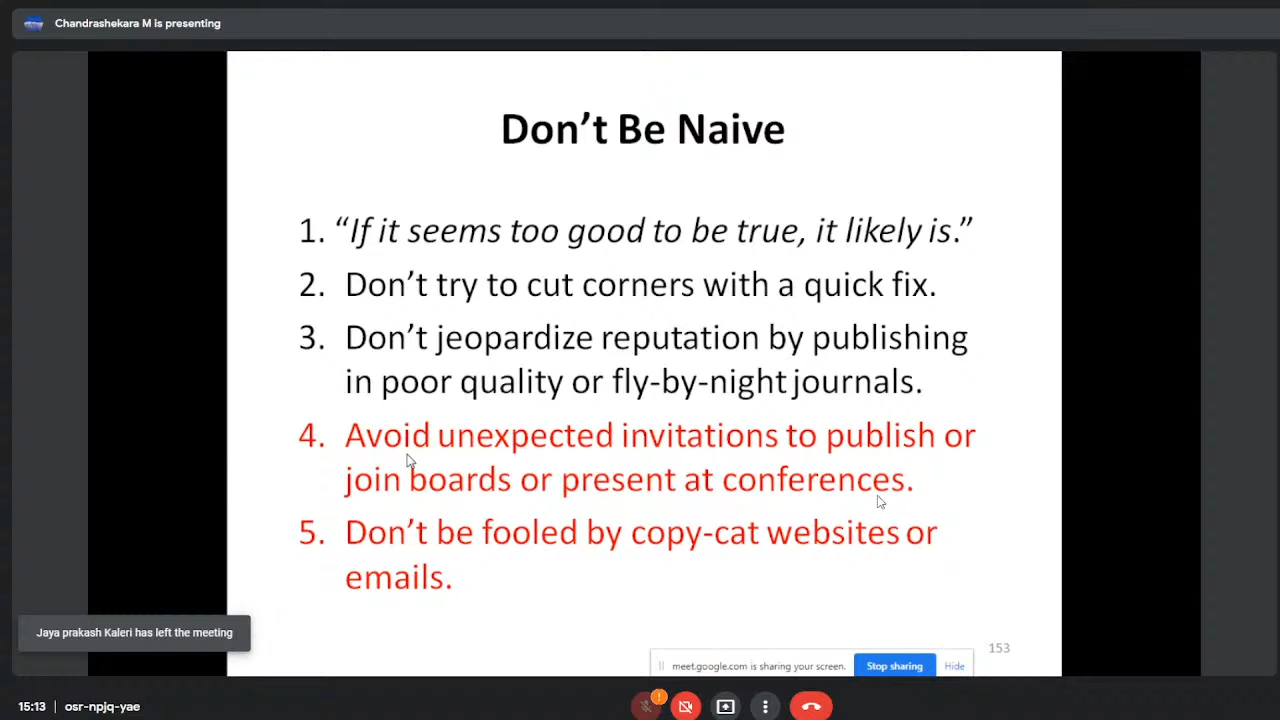 Chandrashekara M is presenting
Don't Be Naive
1. "If it seems too good to be true, it likely is."
2. Don't try to cut corners with a quick fix.
3. Don't jeopardize reputation by publishing
in poor quality or fly-by-night journals.
4. Avoid unexpected invitations to publish or
join boards or present at conferences.
5. Don't be fooled by copy-cat websites or
emails.
Jaya prakash Kaleri has left the meeting
153
meet.google.com is sharing your screen. Stop sharing Hide
15:13 | osr-npjq-yae
!